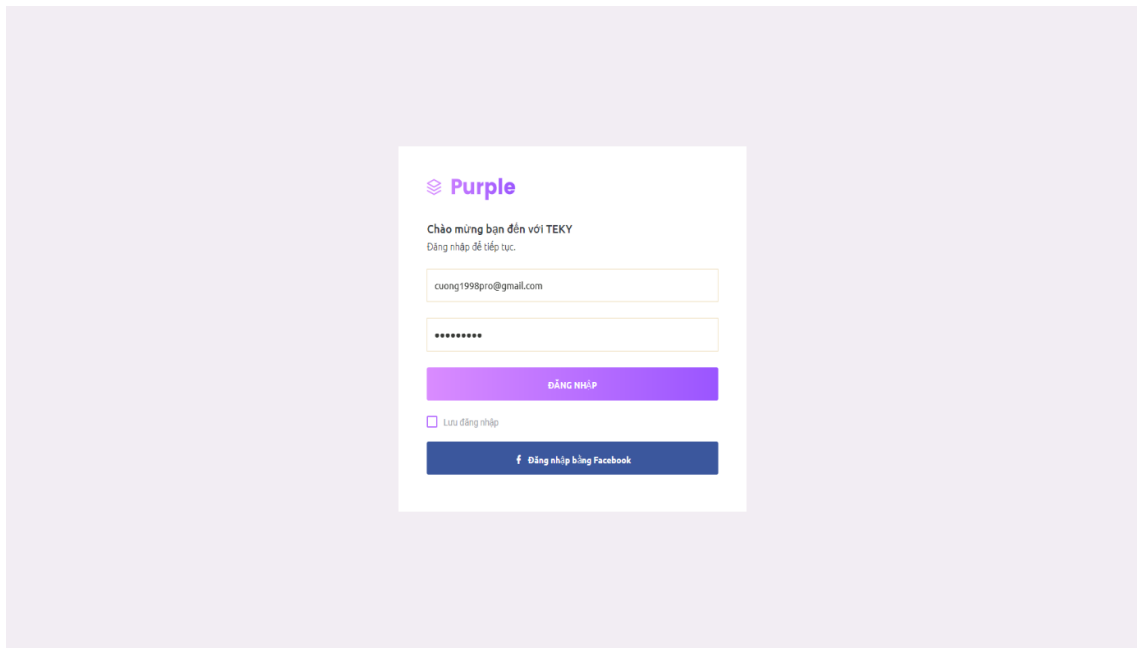 Purple
Chào mừng bạn đến với TEKY
Đăng nhập để tiếp tục.
cuong1998pro@gmail.com
•••••••••
ĐĂNG NHẬP
Lưu đăng nhập
Đăng nhập bằng Facebook